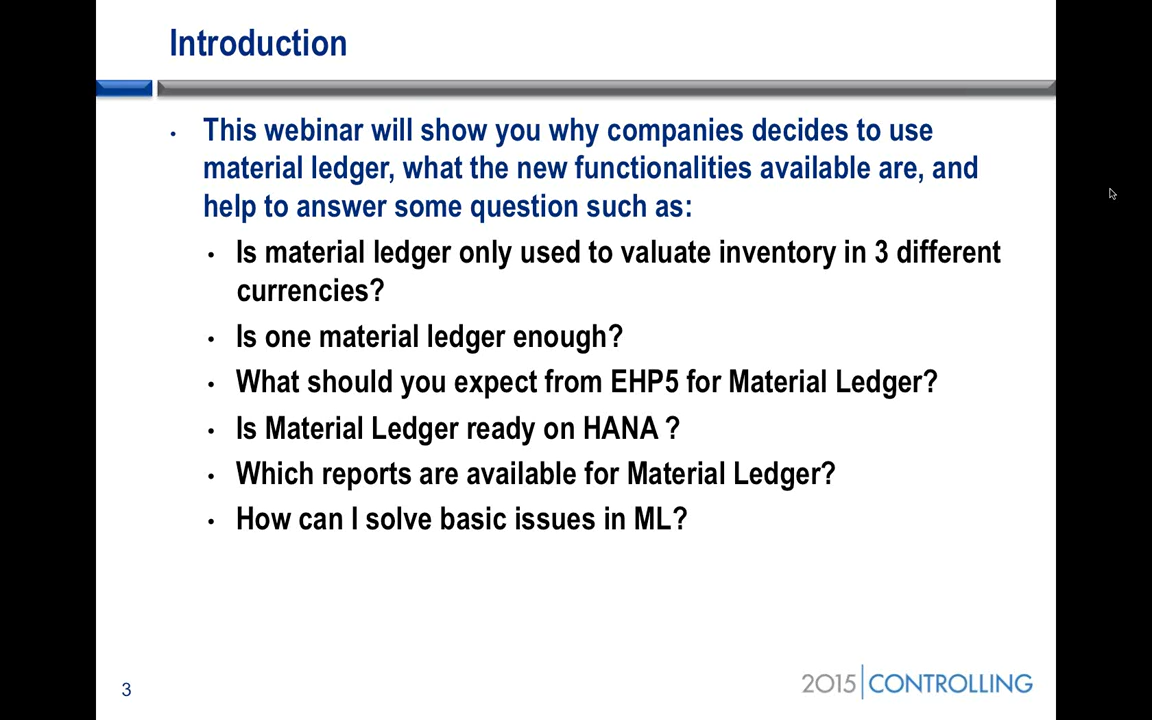 Introduction
• This webinar will show you why companies decides to use
material ledger, what the new functionalities available are, and
help to answer some question such as:
• Is material ledger only used to valuate inventory in 3 different
currencies?
• Is one material ledger enough?
• What should you expect from EHP5 for Material Ledger?
• Is Material Ledger ready on HANA ?
• Which reports are available for Material Ledger?
• How can I solve basic issues in ML?
3
2015 | CONTROLLING